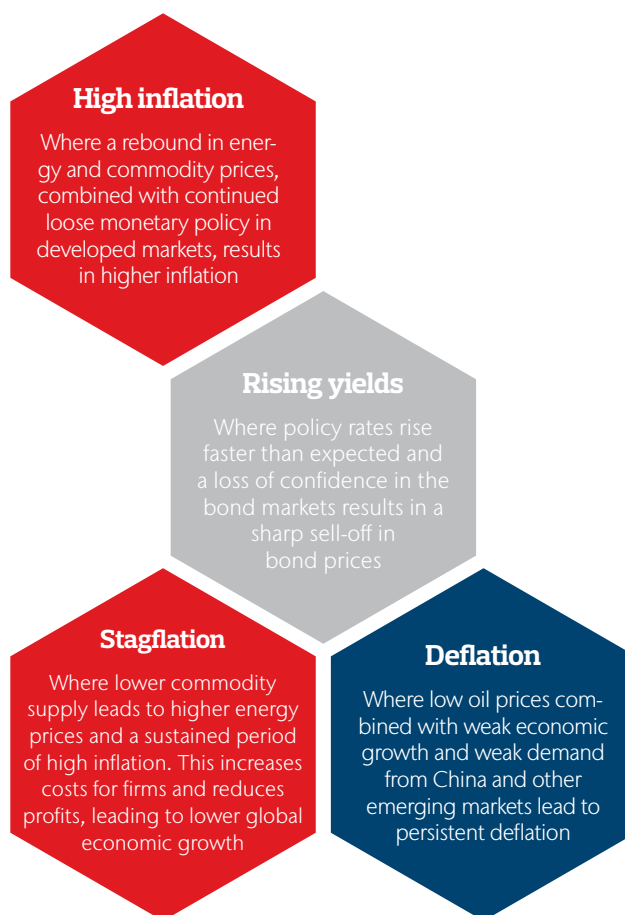 High inflation
Where a rebound in ener-
gy and commodity prices,
combined with continued
loose monetary policy in
developed markets, results
in higher inflation
Rising yields
Where policy rates rise
faster than expected and
a loss of confidence in the
bond markets results in a
sharp sell-off in
bond prices
Stagflation
Where lower commodity
supply leads to higher energy
prices and a sustained period
of high inflation. This increases
costs for firms and reduces
profits, leading to lower global
economic growth
Deflation
Where low oil prices com-
bined with weak economic
growth and weak demand
from China and other
emerging markets lead to
persistent deflation